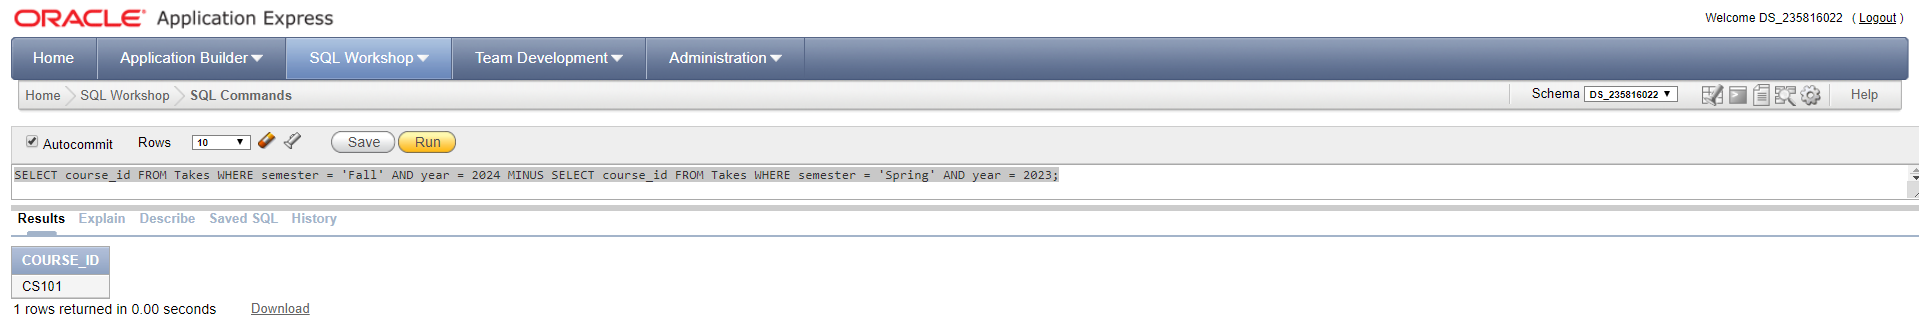 ORACLE Application Express
Welcome DS_235816022 ( Logout )
Home Application Builder SQL Workshop Team Development Administration
Home SQL Workshop SQL Commands Schema DS_235816022 Help
Autocommit Rows 10 Save Run
SELECT course_id FROM Takes WHERE semester = 'Fall' AND year = 2024 MINUS SELECT course_id FROM Takes WHERE semester = 'Spring' AND year = 2023;
Results Explain Describe Saved SQL History
COURSE_ID
CS101
1 rows returned in 0.00 seconds Download